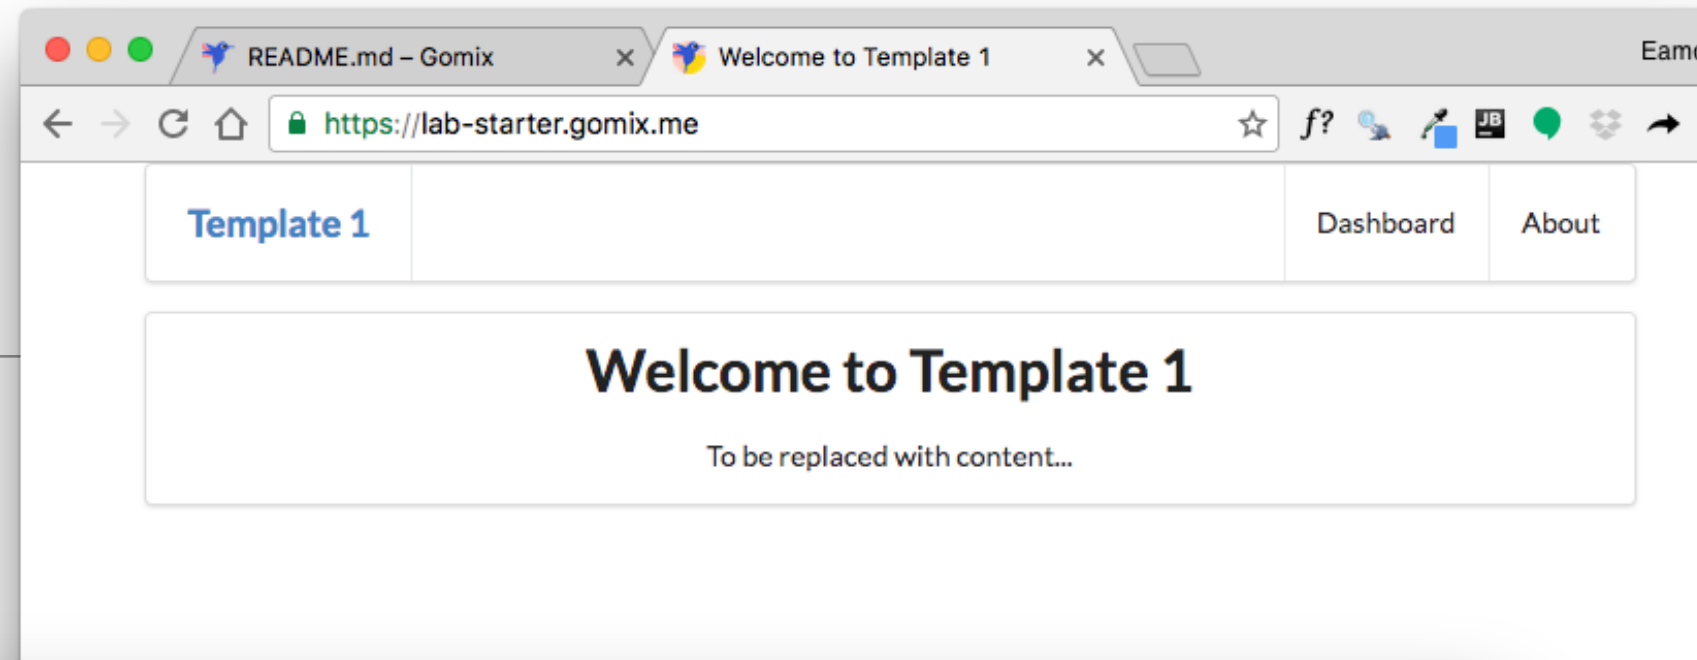 README.md – Gomix
Welcome to Template 1
https://lab-starter.gomix.me
f?
JB
Template 1
Dashboard
About
Welcome to Template 1
To be replaced with content...